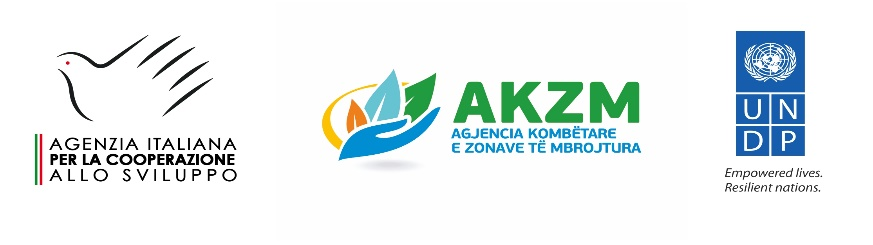 AGENZIA ITALIANA
PER LA COOPERAZIONE
ALLO SVILUPPO
AKZM
AGJENCIA KOMBËTARE
E ZONAVE TË MBROJTURA
U N
D P
Empowered lives.
Resilient nations.